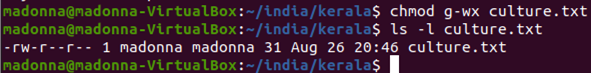 madonna@madonna-VirtualBox:~/india/kerala$ chmod g-wx culture.txt
madonna@madonna-VirtualBox:~/india/kerala$ ls -l culture.txt
-rw-r--r-- 1 madonna madonna 31 Aug 26 20:46 culture.txt
madonna@madonna-VirtualBox:~/india/kerala$